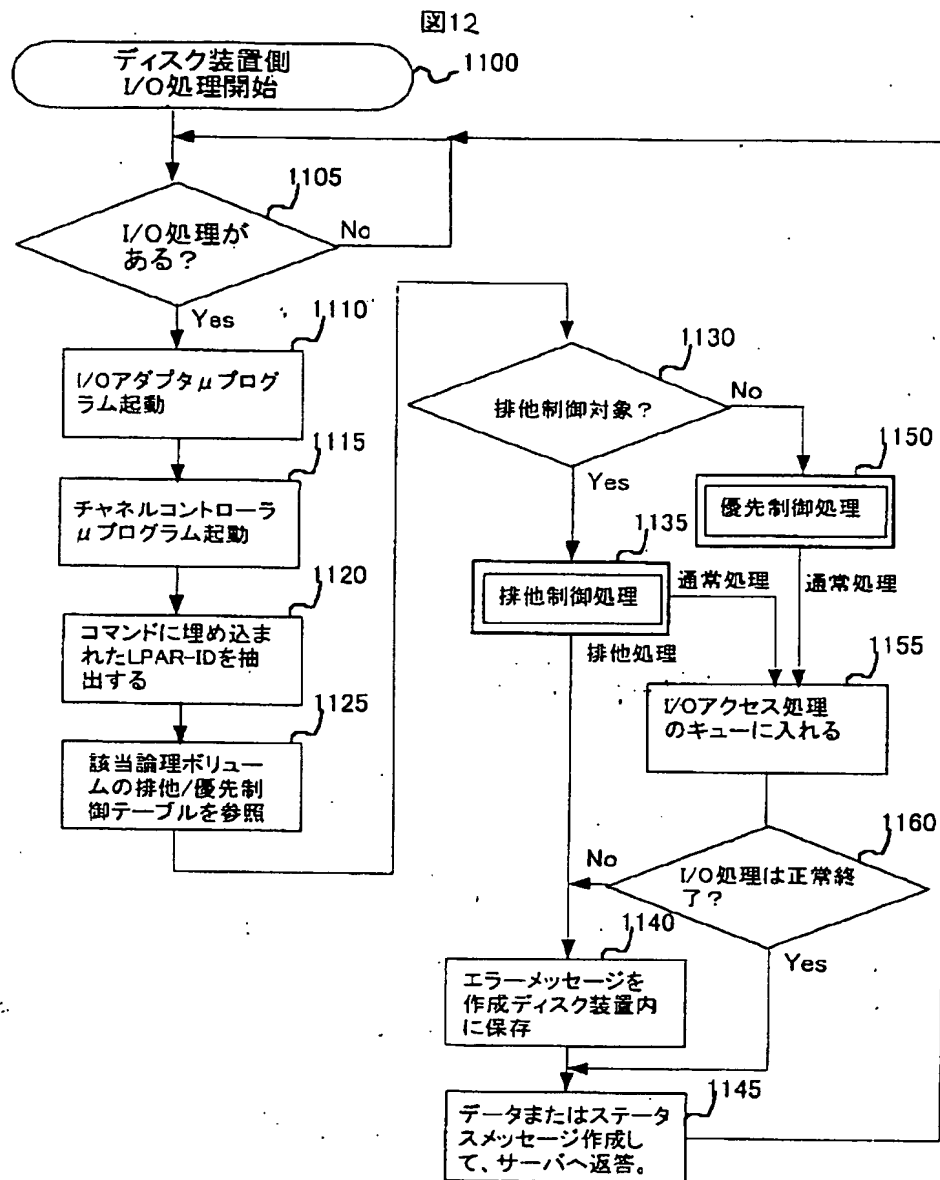 図12
ディスク装置側
I/O処理開始
1100
1105
I/O処理が
ある？
No
Yes
1110
I/Oアダプタμプログ
ラム起動
1115
チャネルコントローラ
μプログラム起動
1120
コマンドに埋め込ま
れたLPAR-IDを抽
出する
1125
該当論理ボリュー
ムの排他/優先制
御テーブルを参照
1130
排他制御対象？
No
Yes
1150
優先制御処理
1135
排他制御処理
通常処理
通常処理
排他処理
1155
I/Oアクセス処理
のキューに入れる
1160
I/O処理は正常終
了？
No
Yes
1140
エラーメッセージを
作成ディスク装置内
に保存
1145
データまたはステータ
スメッセージ作成し
て、サーバへ返答。